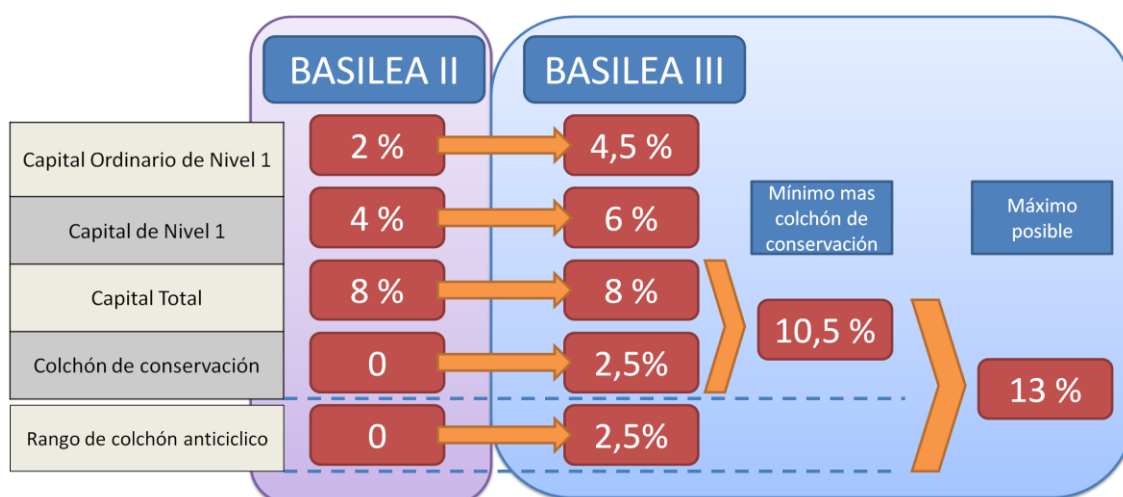 BASILEA II
BASILEA III
Capital Ordinario de Nivel 1
2 %
4,5 %
Capital de Nivel 1
4 %
6 %
Mínimo mas
colchón de
conservación
Máximo
posible
Capital Total
8 %
8 %
10,5 %
Colchón de conservación
0
2,5%
13 %
Rango de colchón anticiclico
0
2,5%